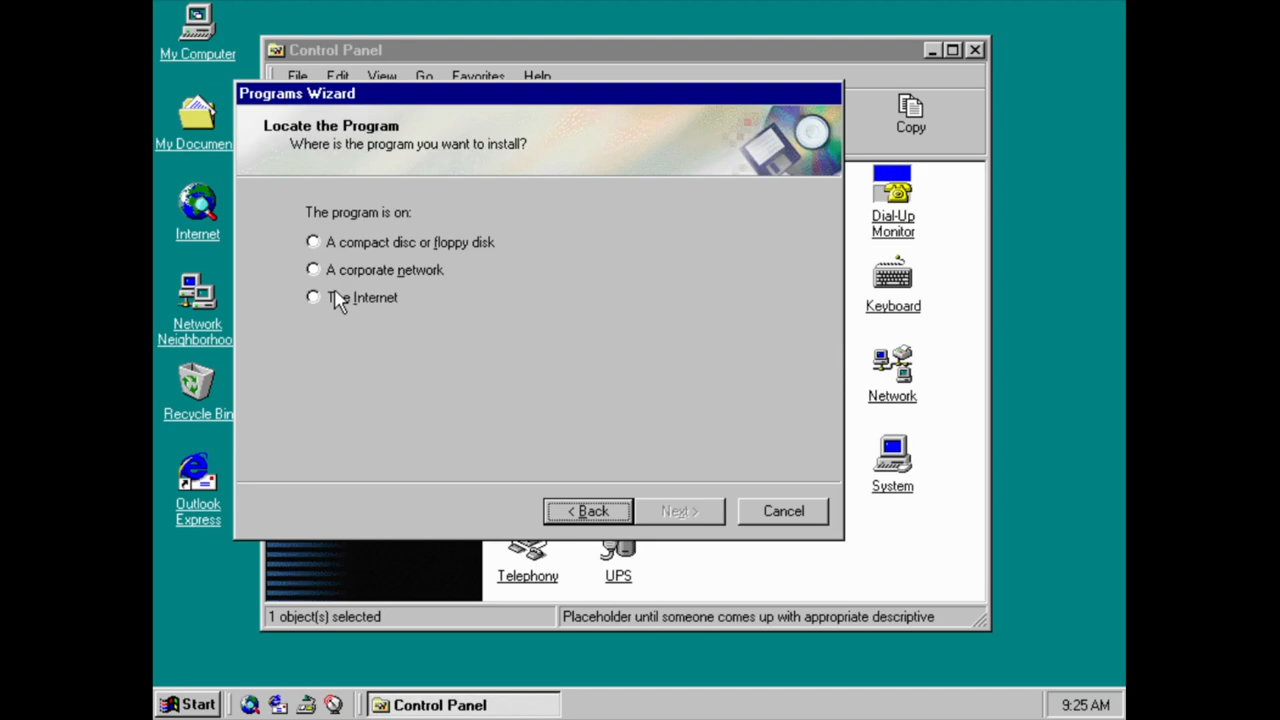 My Computer
My Documen
Internet
Network
Neighborhoo
Recycle Bin
Outlook
Express
Control Panel
File Edit View Go Favorites Help
Copy
Programs Wizard
Locate the Program
Where is the program you want to install?
The program is on:
A compact disc or floppy disk
A corporate network
Internet
< Back Next > Cancel
Dial-Up
Monitor
Keyboard
Network
System
Telephony UPS
1 object(s) selected Placeholder until someone comes up with appropriate descriptive
Start Control Panel 9:25 AM